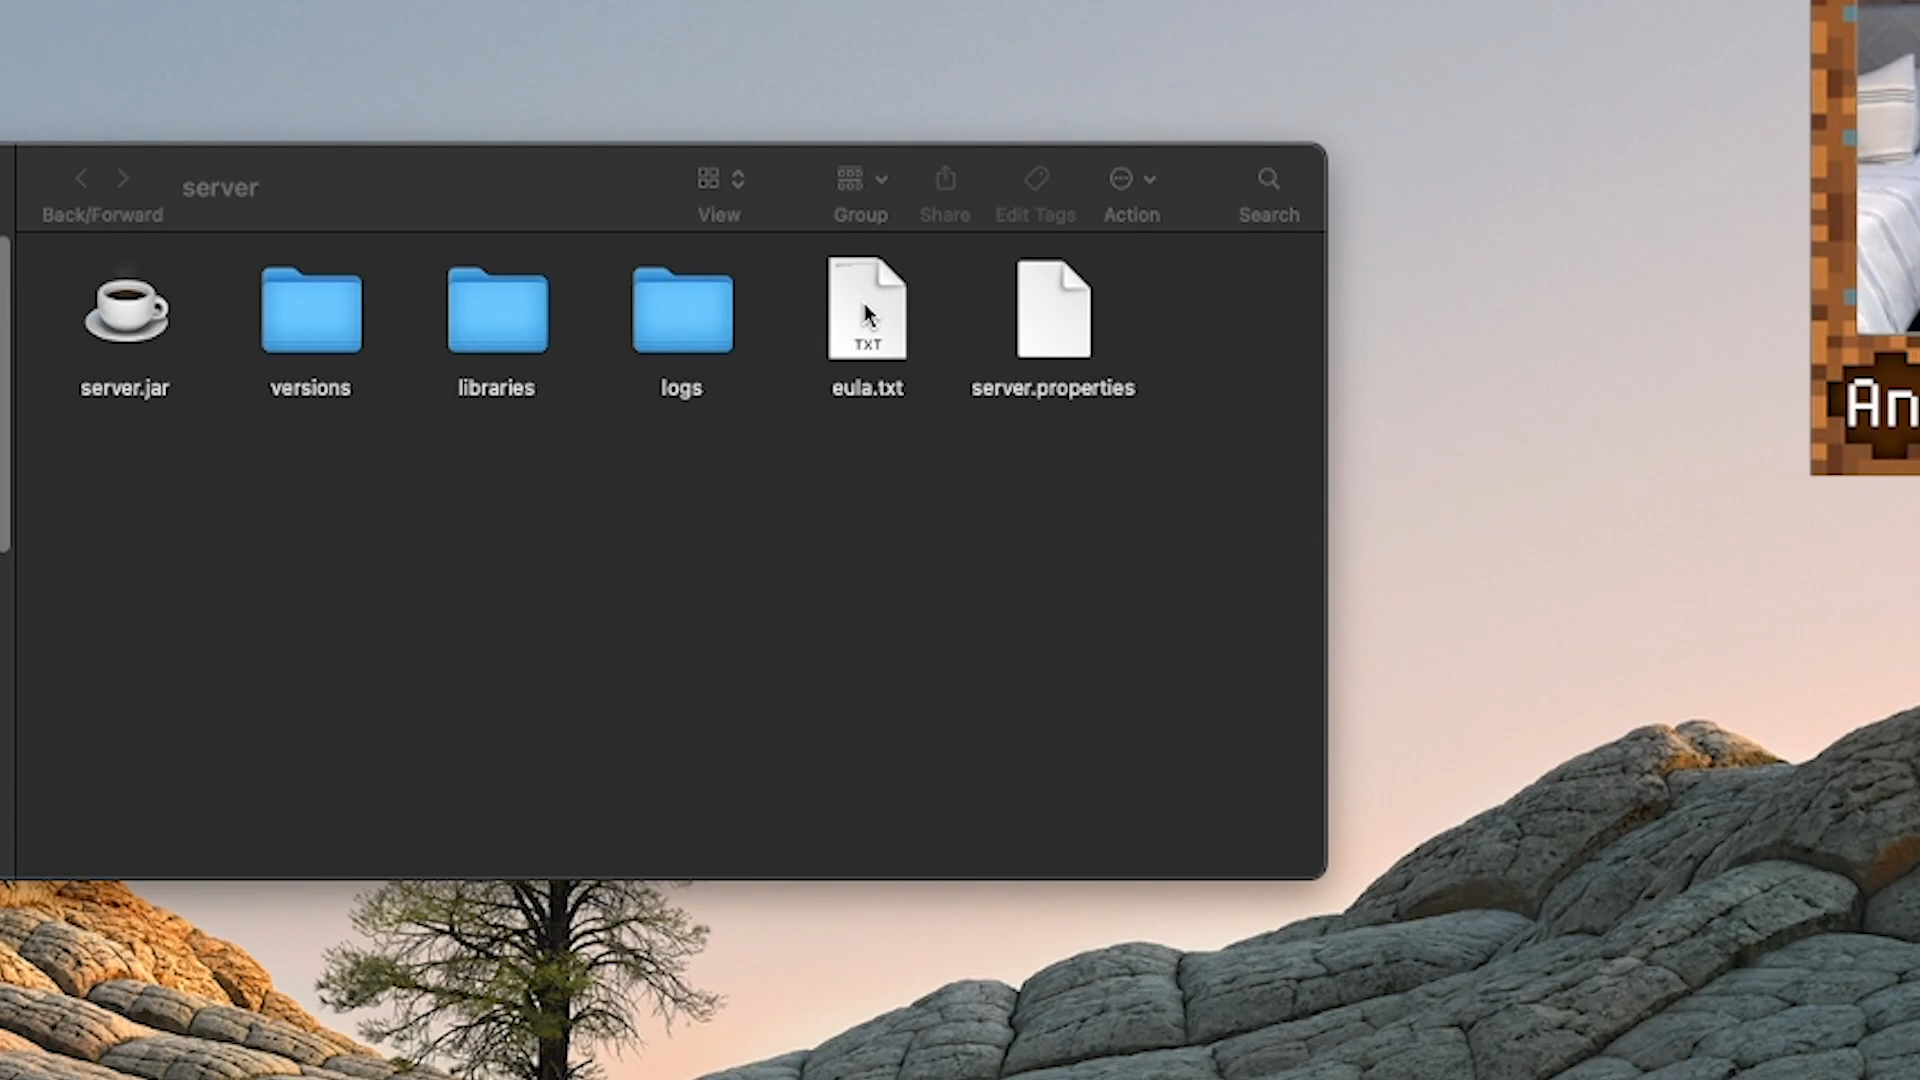 server
Back/Forward
View
Group
Share
Edit Tags
Action
Search
server.jar
versions
libraries
logs
TXT
eula.txt
server.properties
An